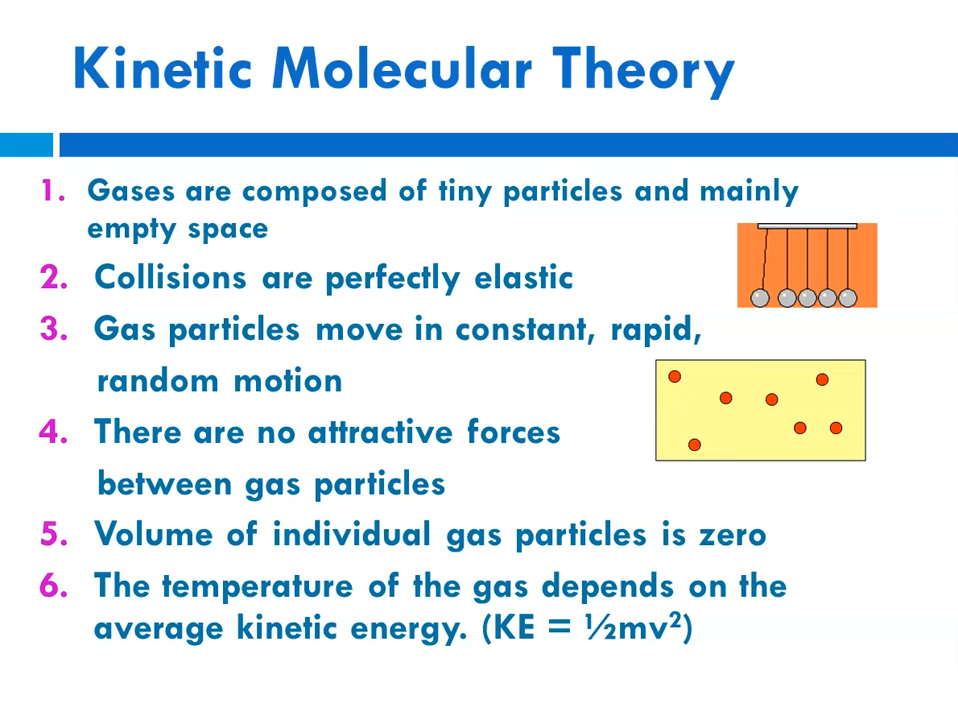 Kinetic Molecular Theory
1. Gases are composed of tiny particles and mainly
empty space
2. Collisions are perfectly elastic
3. Gas particles move in constant, rapid,
random motion
4. There are no attractive forces
between gas particles
5. Volume of individual gas particles is zero
6. The temperature of the gas depends on the
average kinetic energy. (KE = ½mv²)